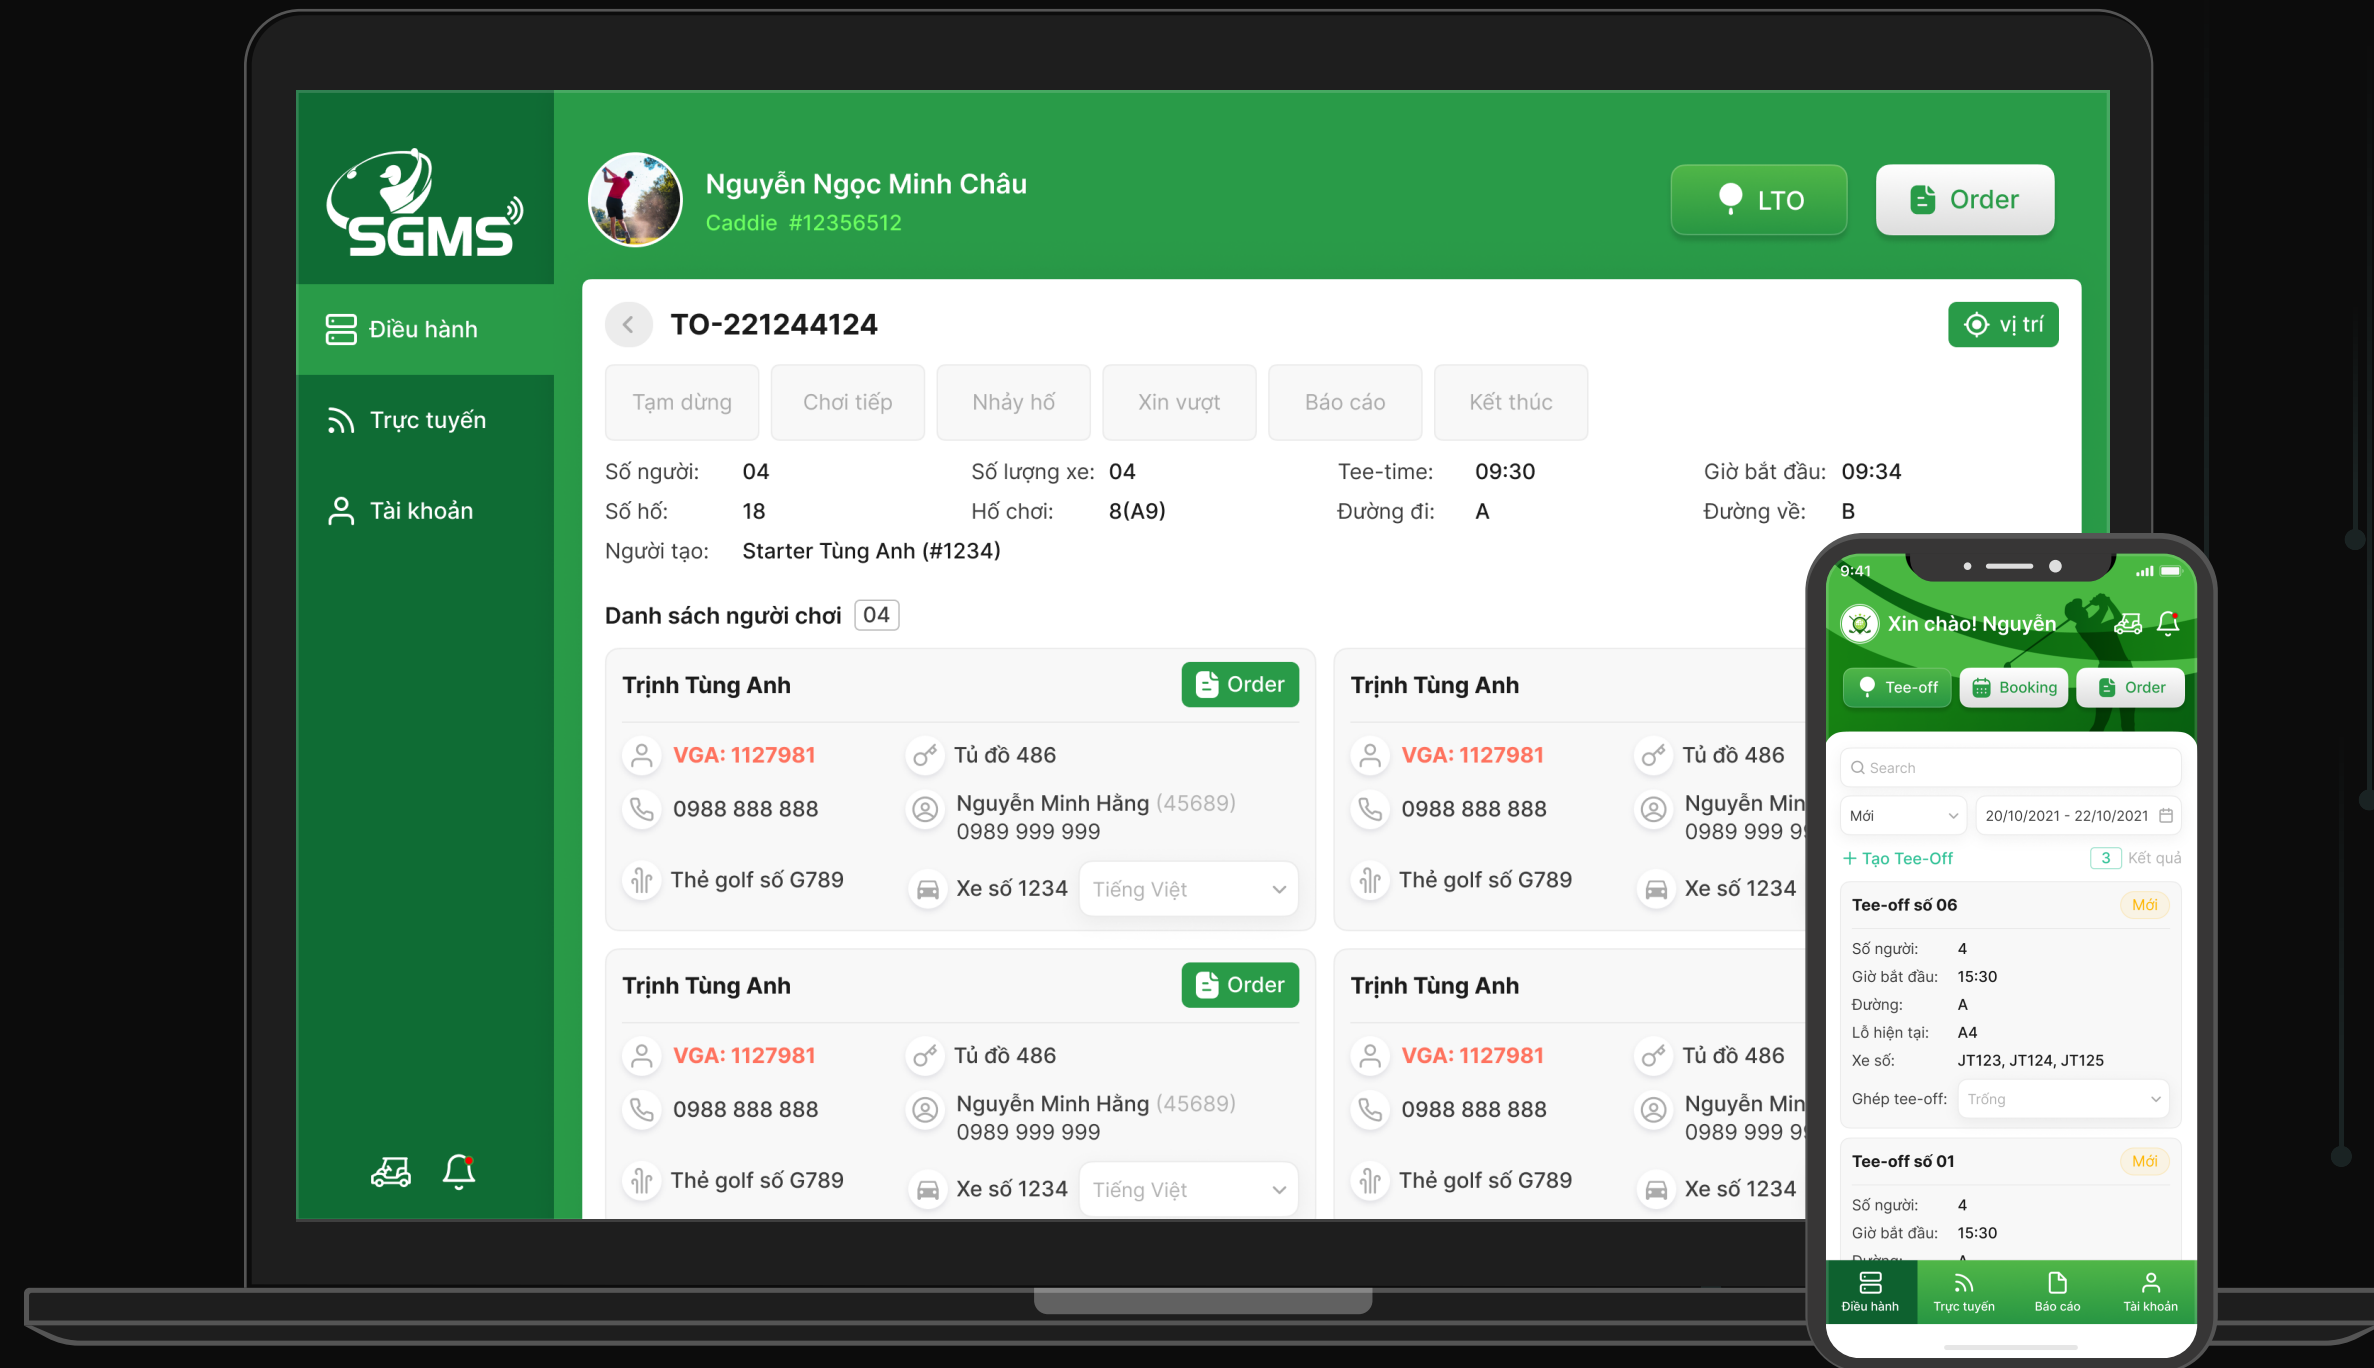 SGMS
Điều hành
Trực tuyến
Tài khoản
Nguyễn Ngọc Minh Châu
Caddie #12356512
LTO
Order
TO-221244124
vị trí
Tạm dừng
Chơi tiếp
Nhảy hố
Xin vượt
Báo cáo
Kết thúc
Số người: 04
Số lượng xe: 04
Tee-time: 09:30
Giờ bắt đầu: 09:34
Số hố: 18
Hố chơi: 8(A9)
Đường đi: A
Đường về: B
Người tạo: Starter Tùng Anh (#1234)
Danh sách người chơi 04
Trịnh Tùng Anh
Order
VGA: 1127981
Tủ đồ 486
0988 888 888
Nguyễn Minh Hằng (45689)
0989 999 999
Thẻ golf số G789
Xe số 1234
Tiếng Việt
Trịnh Tùng Anh
VGA: 1127981
Tủ đồ 486
0988 888 888
Nguyễn Min
0989 999 9
Thẻ golf số G789
Xe số 1234
Trịnh Tùng Anh
Order
VGA: 1127981
Tủ đồ 486
0988 888 888
Nguyễn Minh Hằng (45689)
0989 999 999
Thẻ golf số G789
Xe số 1234
Tiếng Việt
Trịnh Tùng Anh
VGA: 1127981
Tủ đồ 486
0988 888 888
Nguyễn Min
0989 999 9
Thẻ golf số G789
Xe số 1234
9:41
Xin chào! Nguyễn
Tee-off
Booking
Order
Search
Mới
20/10/2021 - 22/10/2021
+ Tạo Tee-Off
3 Kết quả
Tee-off số 06
Mới
Số người: 4
Giờ bắt đầu: 15:30
Đường: A
Lỗ hiện tại: A4
Xe số: JT123, JT124, JT125
Ghép tee-off: Trống
Tee-off số 01
Mới
Số người: 4
Giờ bắt đầu: 15:30
Điều hành
Trực tuyến
Báo cáo
Tài khoản